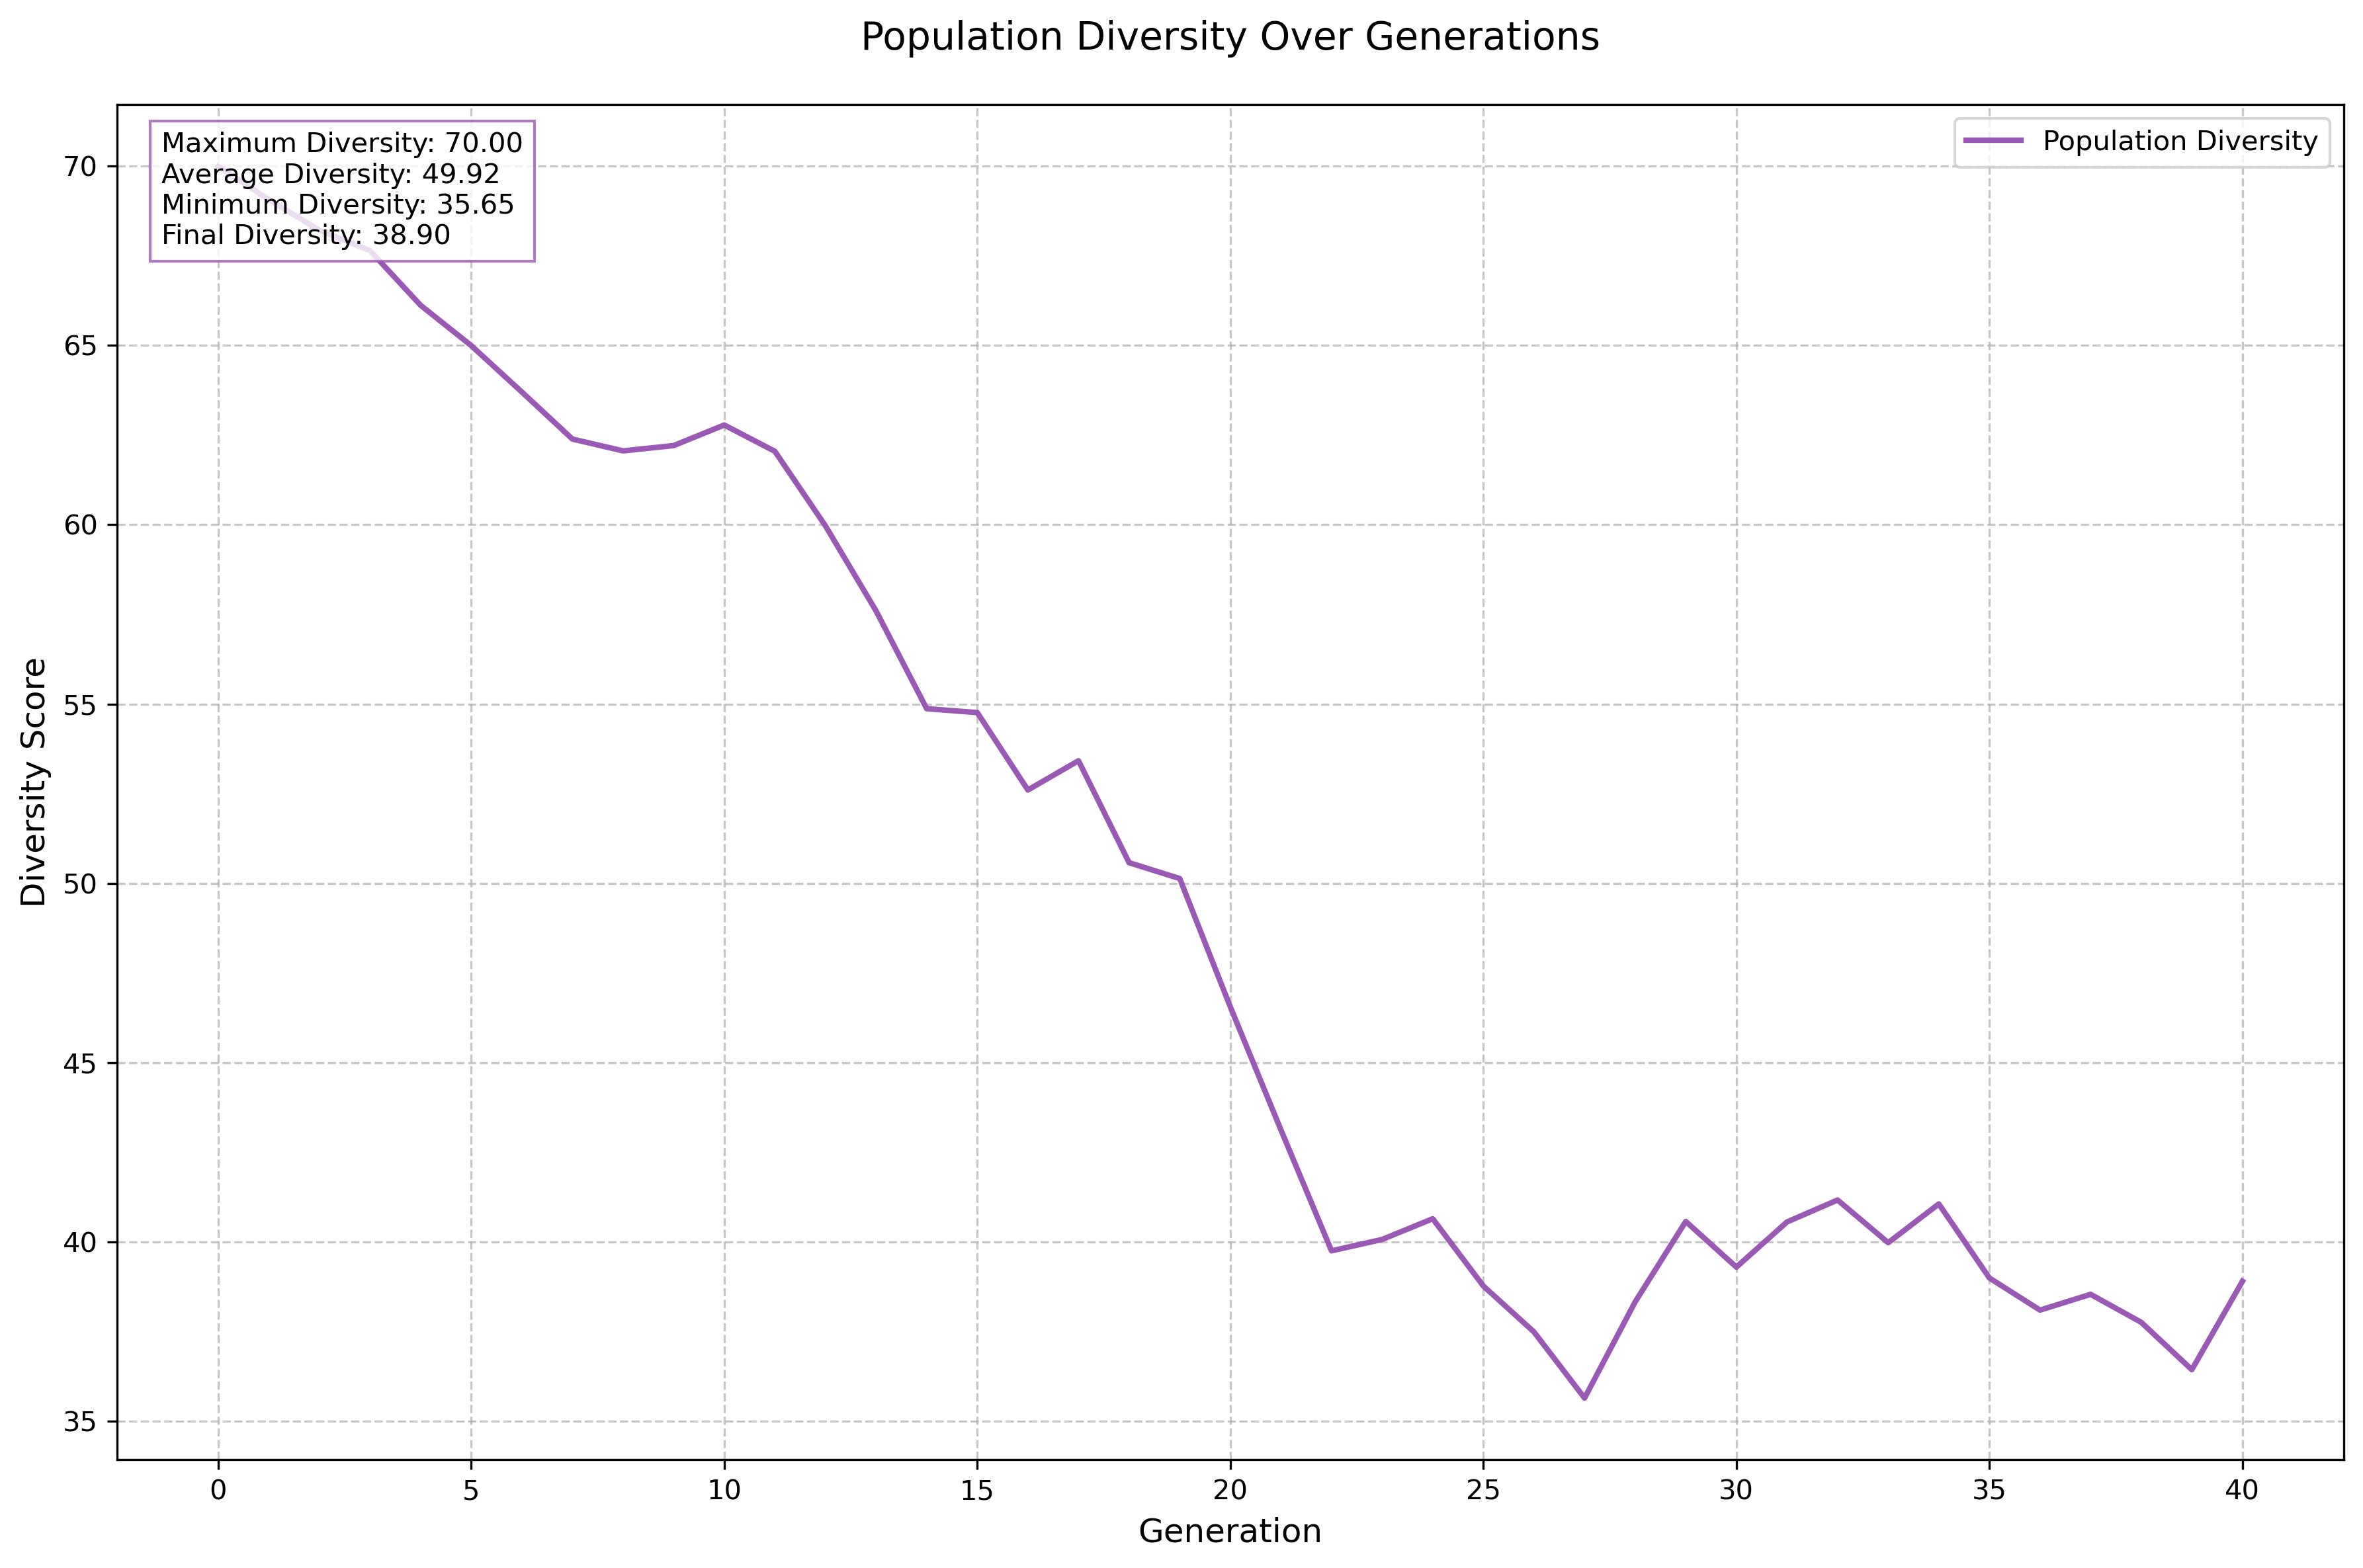 Population Diversity Over Generations
Maximum Diversity: 70.00
Average Diversity: 49.92
Minimum Diversity: 35.65
Final Diversity: 38.90
Population Diversity
Diversity Score
70
65
60
55
50
45
40
35
0 5 10 15 20 25 30 35 40
Generation